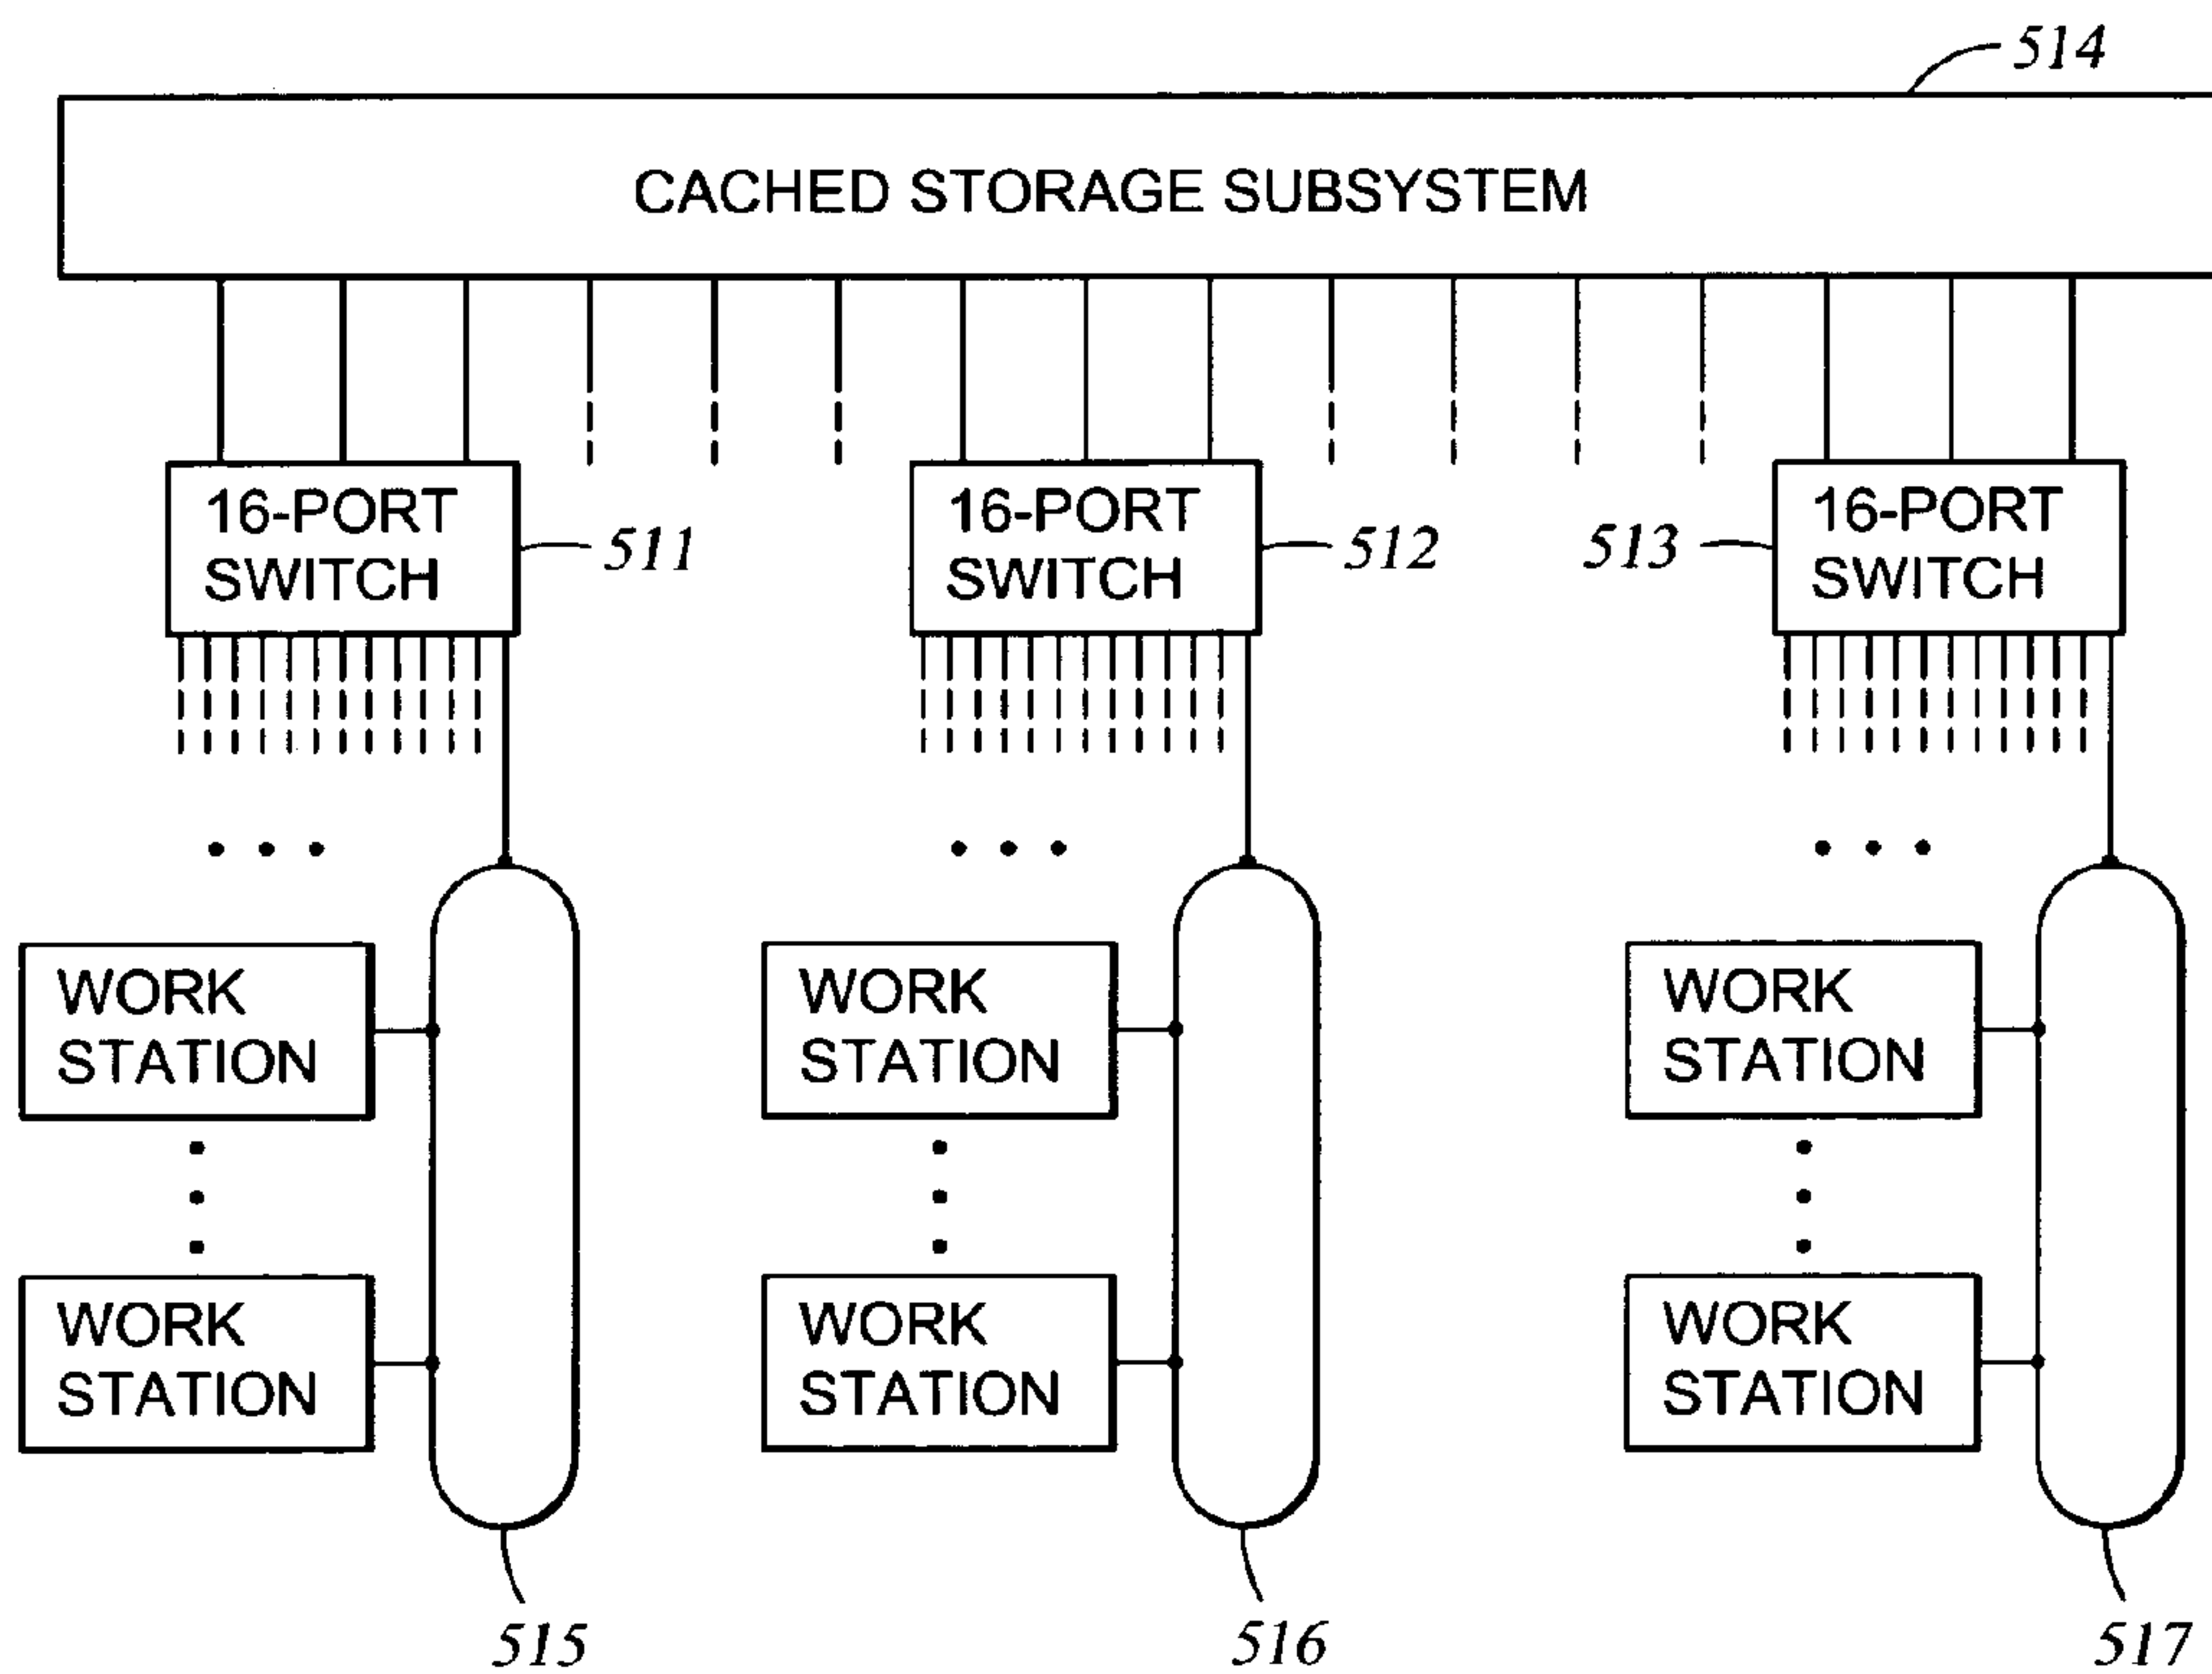 514
CACHED STORAGE SUBSYSTEM
16-PORT
SWITCH
511
16-PORT
SWITCH
512
513
16-PORT
SWITCH
WORK
STATION
WORK
STATION
WORK
STATION
WORK
STATION
WORK
STATION
WORK
STATION
515
516
517